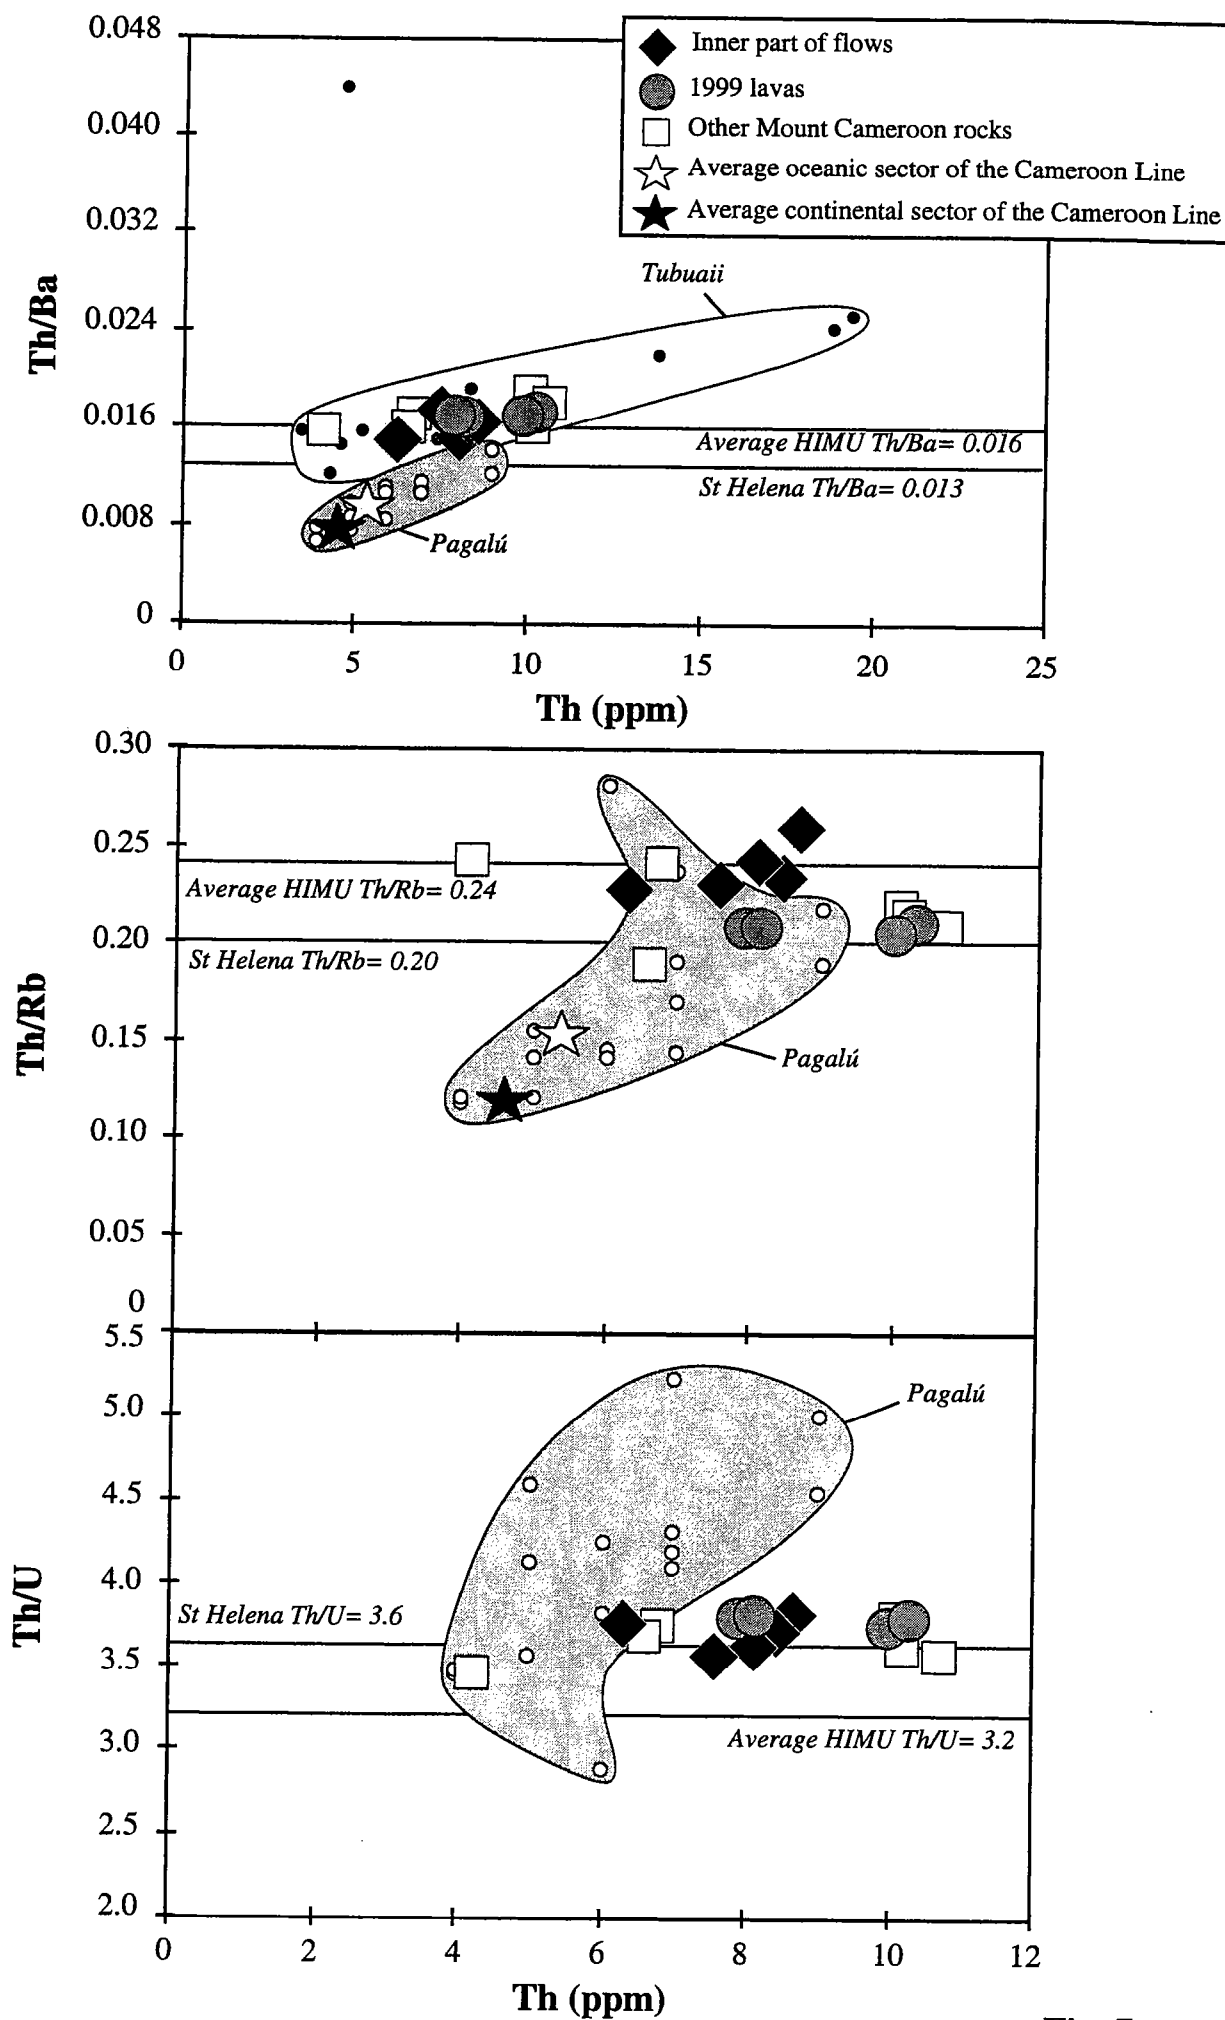 0.048
0.040
0.032
0.024
0.016
0.008
0
Th/Ba
Inner part of flows
1999 lavas
Other Mount Cameroon rocks
Average oceanic sector of the Cameroon Line
Average continental sector of the Cameroon Line
Tubuaii
Average HIMU Th/Ba= 0.016
St Helena Th/Ba= 0.013
Pagalú
0 5 10 15 20 25
Th (ppm)
0.30
0.25
0.20
0.15
0.10
0.05
0
Th/Rb
Average HIMU Th/Rb= 0.24
St Helena Th/Rb= 0.20
Pagalú
5.5
5.0
4.5
4.0
3.5
3.0
2.5
2.0
Th/U
Pagalú
St Helena Th/U= 3.6
Average HIMU Th/U= 3.2
0 2 4 6 8 10 12
Th (ppm)